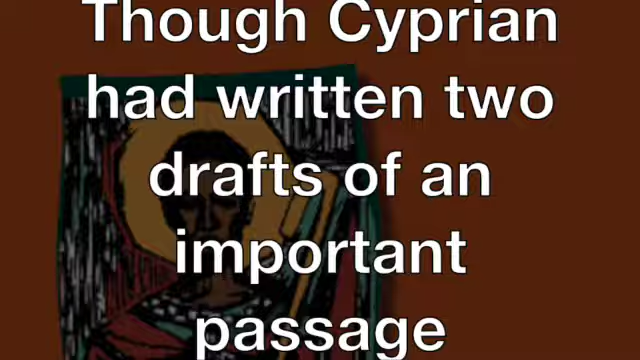 Though Cyprian
had written two
drafts of an
important
passage